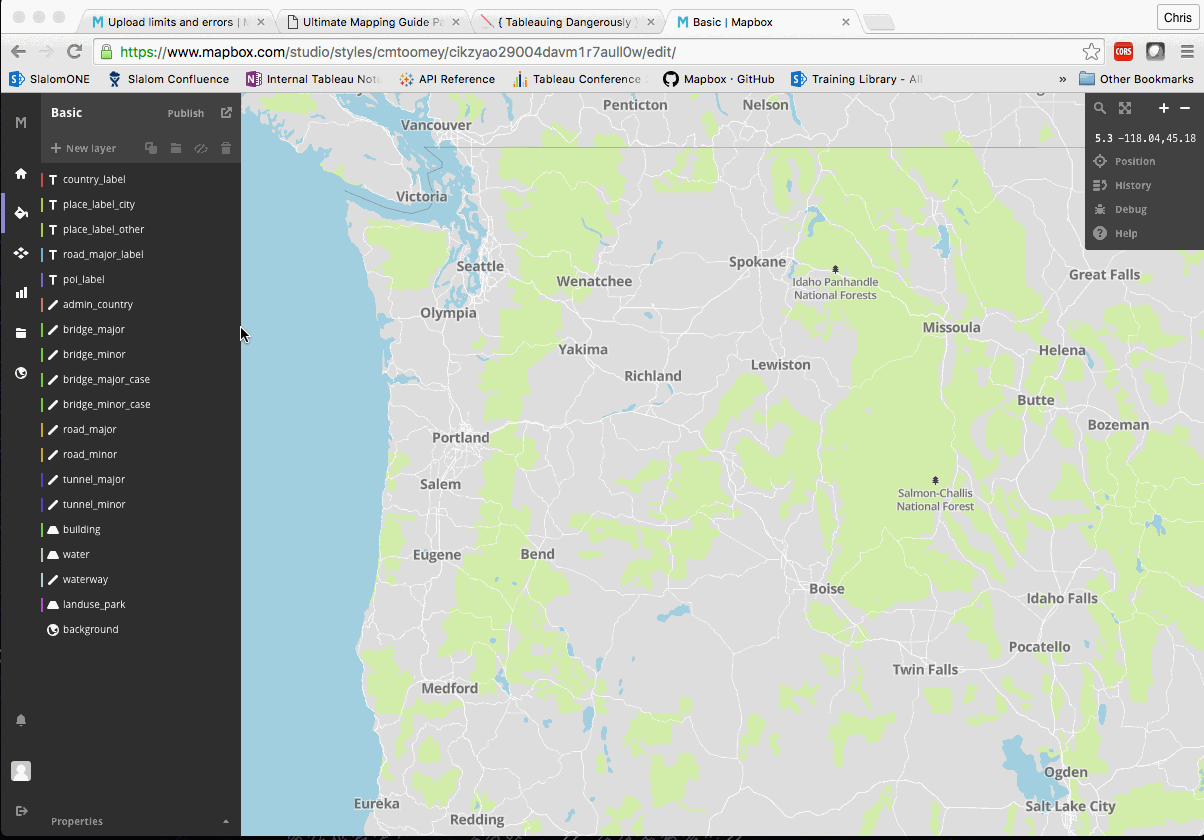 Upload limits and errors | M
Ultimate Mapping Guide Pa
{ Tableauing Dangerously }
Basic | Mapbox
Chris
https://www.mapbox.com/studio/styles/cmtoomey/cikzyao29004davm1r7aull0w/edit/
CORS
SlalomONE
Slalom Confluence
Internal Tableau Note
API Reference
Tableau Conference
Mapbox · GitHub
Training Library - All
»
Other Bookmarks
M
Basic
Publish
New layer
country_label
place_label_city
place_label_other
road_major_label
poi_label
admin_country
bridge_major
bridge_minor
bridge_major_case
bridge_minor_case
road_major
road_minor
tunnel_major
tunnel_minor
building
water
waterway
landuse_park
background
Properties
5.3 −118.04,45.18
Position
History
Debug
Help
Penticton
Nelson
Vancouver
Victoria
Seattle
Spokane
Wenatchee
Idaho Panhandle
National Forests
Great Falls
Olympia
Missoula
Yakima
Helena
Richland
Lewiston
Butte
Bozeman
Portland
Salem
Salmon-Challis
National Forest
Eugene
Bend
Boise
Idaho Falls
Pocatello
Twin Falls
Medford
Ogden
Eureka
Salt Lake City
Redding